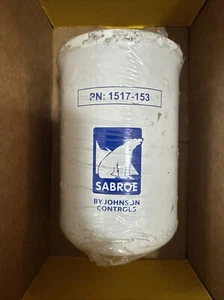 PN: 1517-153
SABROE
BY JOHNSON
CONTROLS